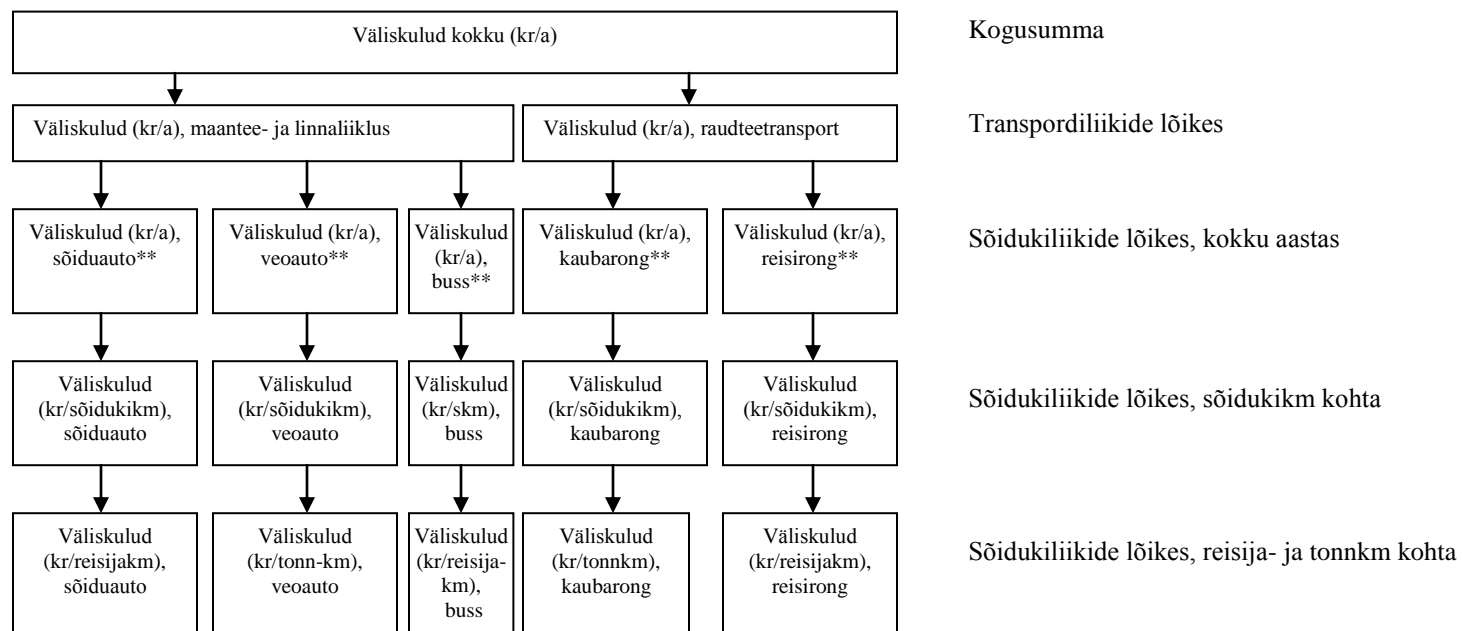 Väliskulud kokku (kr/a)
Kogusumma
Väliskulud (kr/a), maantee- ja linnaliiklus
Väliskulud (kr/a), raudteetransport
Transpordiliikide lõikes
Väliskulud (kr/a),
sõiduauto**
Väliskulud (kr/a),
veoauto**
Väliskulud
(kr/a),
buss**
Väliskulud (kr/a),
kaubarong**
Väliskulud (kr/a),
reisirong**
Sõidukiliikide lõikes, kokku aastas
Väliskulud
(kr/sõidukikm),
sõiduauto
Väliskulud
(kr/sõidukikm),
veoauto
Väliskulud
(kr/skm),
buss
Väliskulud
(kr/sõidukikm),
kaubarong
Väliskulud
(kr/sõidukikm),
reisirong
Sõidukiliikide lõikes, sõidukikm kohta
Väliskulud
(kr/reisijakm),
sõiduauto
Väliskulud
(kr/tonn-km),
veoauto
Väliskulud
(kr/reisija-
km),
buss
Väliskulud
(kr/tonnkm),
kaubarong
Väliskulud
(kr/reisijakm),
reisirong
Sõidukiliikide lõikes, reisija- ja tonnkm kohta